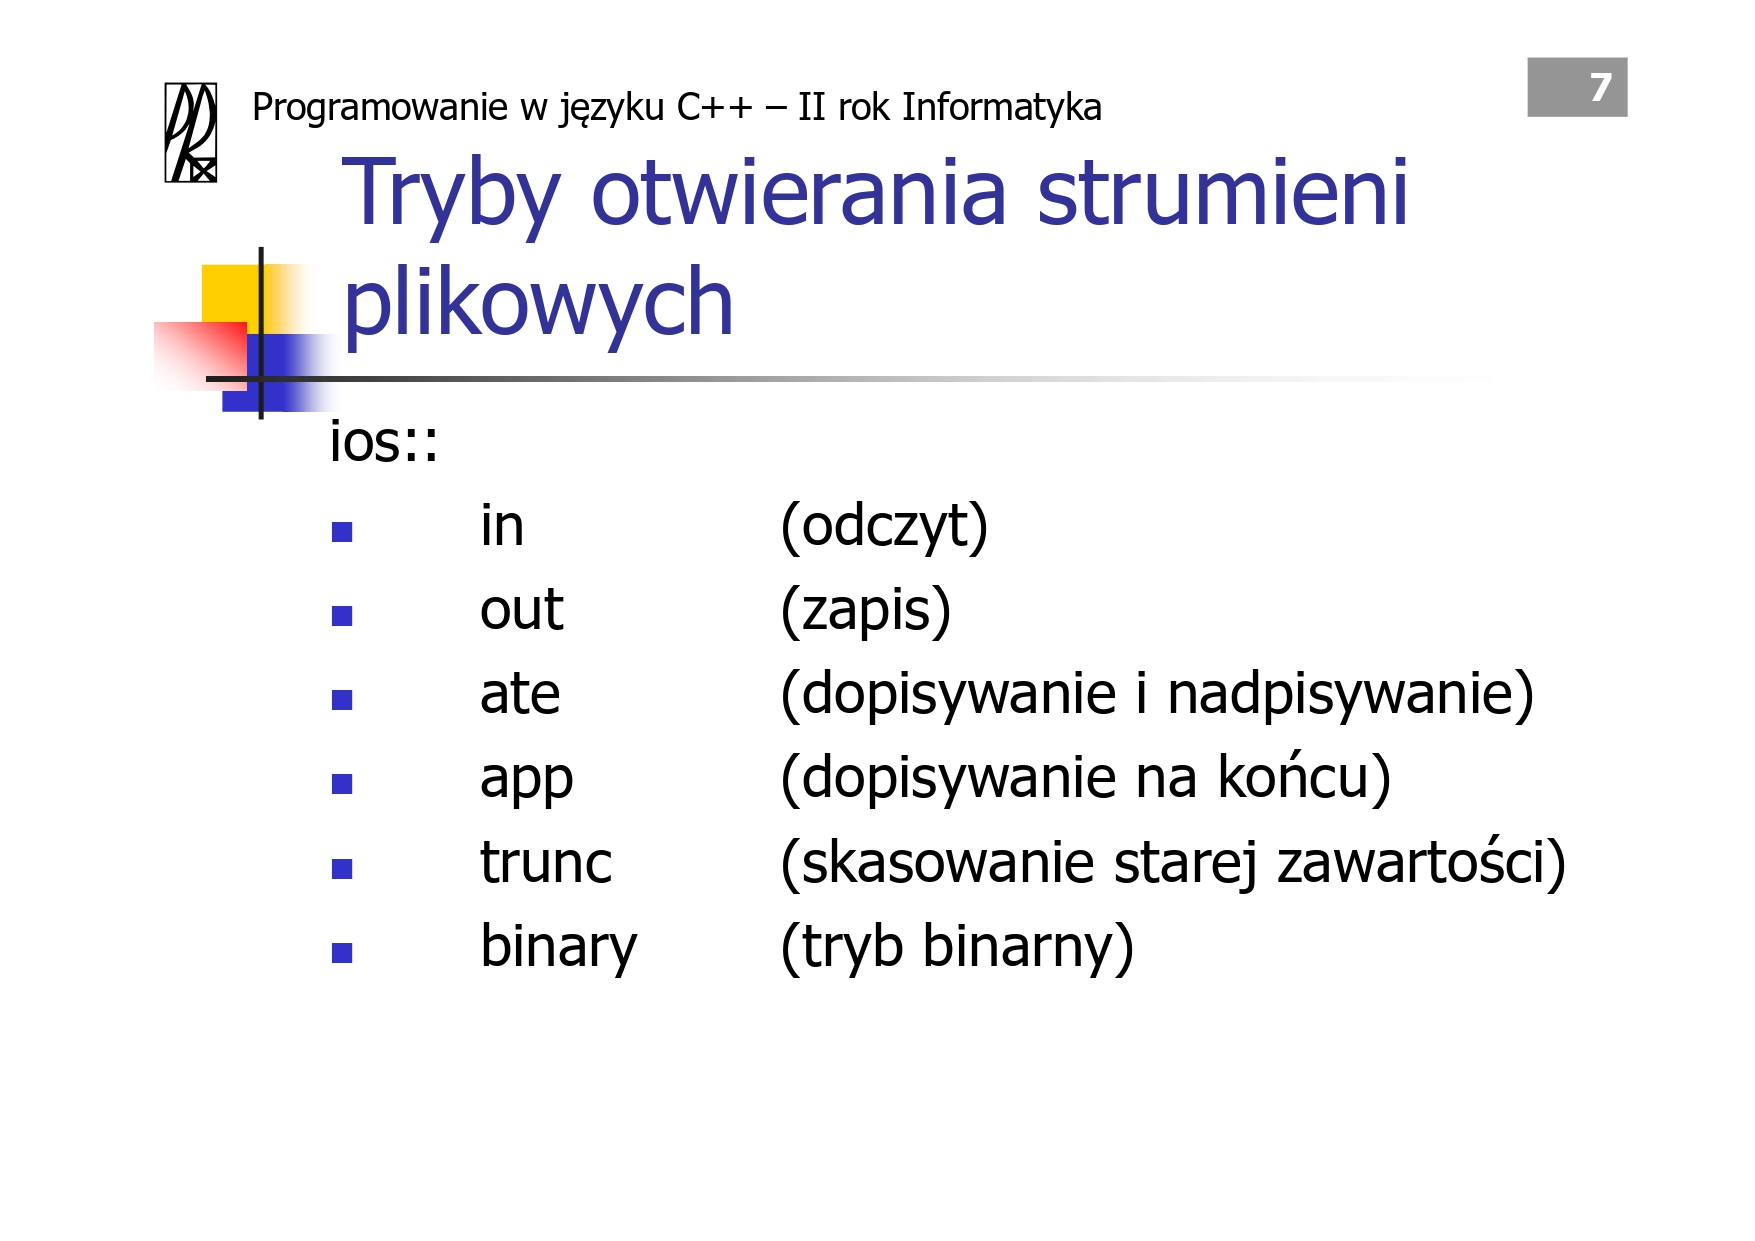 Programowanie w języku C++ – II rok Informatyka
7
Tryby otwierania strumieni
plikowych
ios::
in (odczyt)
out (zapis)
ate (dopisywanie i nadpisywanie)
app (dopisywanie na końcu)
trunc (skasowanie starej zawartości)
binary (tryb binarny)